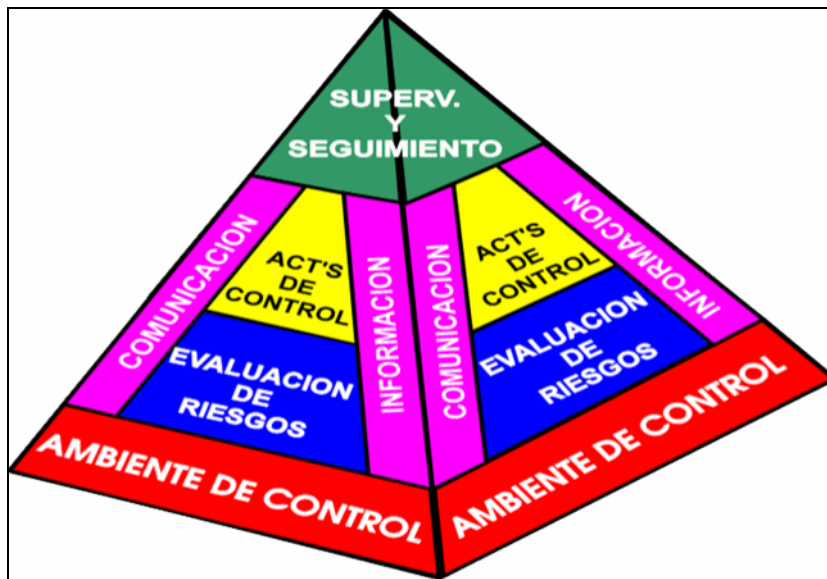 SUPERV.
Y
SEGUIMIENTO
COMUNICACION
ACT'S
DE
CONTROL
INFORMACION
EVALUACION
DE
RIESGOS
AMBIENTE DE CONTROL
COMUNICACION
ACT'S
DE
CONTROL
INFORMACION
EVALUACION
DE
RIESGOS
AMBIENTE DE CONTROL